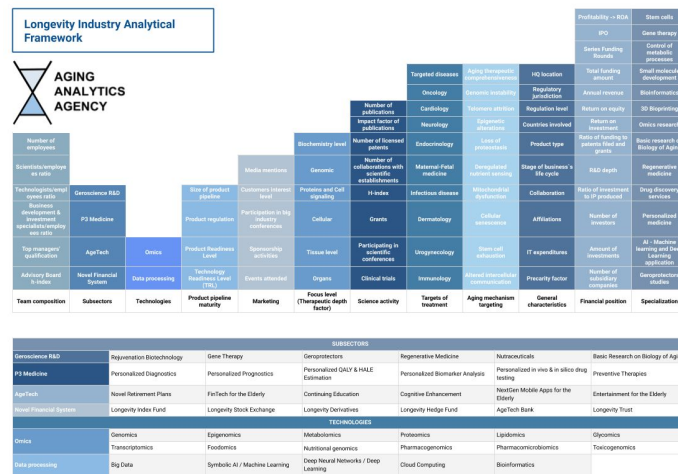 Longevity Industry Analytical
Framework
AGING
ANALYTICS
AGENCY
Profitability → ROA
Stem cells
IPO
Gene therapy
Series Funding
Rounds
Control of
metabolic
processes
Targeted diseases
Aging therapeutic
comprehensiveness
HQ location
Total funding
amount
Small molecule
development
Oncology
Genomic instability
Regulatory
jurisdiction
Annual revenue
Bioinformatics
Number of
publications
Cardiology
Telomere attrition
Regulation level
Return on equity
3D Bioprinting
Impact factor of
publications
Neurology
Epigenetic
alterations
Countries involved
Return on
investment
Omics research
Number of
employees
Biochemistry level
Number of licensed
patents
Endocrinology
Loss of
proteostasis
Product type
Ratio of funding to
patents filed and
grants
Basic research o
Biology of Aging
Scientists/employe
es ratio
Media mentions
Genomic
Number of
collaborations with
scientific
establishments
Maternal-Fetal
medicine
Deregulated
nutrient sensing
Stage of business`s
life cycle
R&D depth
Regenerative
medicine
Technologists/empl
oyees ratio
Geroscience R&D
Size of product
pipeline
Customers interest
level
Proteins and Cell
signaling
H-index
Infectious disease
Mitochondrial
dysfunction
Collaboration
Ratio of investment
to IP produced
Drug discovery
services
Business
development &
investment
specialists/employ
ees ratio
P3 Medicine
Product regulation
Participation in big
industry
conferences
Cellular
Grants
Dermatology
Cellular
senescence
Affiliations
Number of
investors
Personalized
medicine
Top managers'
qualification
AgeTech
Omics
Product Readiness
Level
Sponsorship
activities
Tissue level
Participating in
scientific
conferences
Urogynecology
Stem cell
exhaustion
IT expenditures
Amount of
investments
AI - Machine
learning and Dee
Learning
application
Advisory Board
h-index
Novel Financial
System
Data processing
Technology
Readiness Level
(TRL)
Events attended
Organs
Clinical trials
Immunology
Altered intercellular
communication
Precarity factor
Number of
subsidiary
companies
Geroprotectors
studies
Team composition
Subsectors
Technologies
Product pipeline
maturity
Marketing
Focus level
(Therapeutic depth
factor)
Science activity
Targets of
treatment
Aging mechanism
targeting
General
characteristics
Financial position
Specialization
SUBSECTORS
Geroscience R&D
Rejuvenation Biotechnology
Gene Therapy
Geroprotectors
Regenerative Medicine
Nutraceuticals
Basic Research on Biology of Agi
P3 Medicine
Personalized Diagnostics
Personalized Prognostics
Personalized QALY & HALE
Estimation
Personalized Biomarker Analysis
Personalized in vivo & in silico drug
testing
Preventive Therapies
AgeTech
Novel Retirement Plans
FinTech for the Elderly
Continuing Education
Cognitive Enhancement
NextGen Mobile Apps for the
Elderly
Entertainment for the Elderly
Novel Financial System
Longevity Index Fund
Longevity Stock Exchange
Longevity Derivatives
Longevity Hedge Fund
AgeTech Bank
Longevity Trust
TECHNOLOGIES
Omics
Genomics
Epigenomics
Metabolomics
Proteomics
Lipidomics
Glycomics
Transcriptomics
Foodomics
Nutritional genomics
Pharmacogenomics
Pharmacomicrobiomics
Toxicogenomics
Data processing
Big Data
Symbolic AI / Machine Learning
Deep Neural Networks / Deep
Learning
Cloud Computing
Bioinformatics